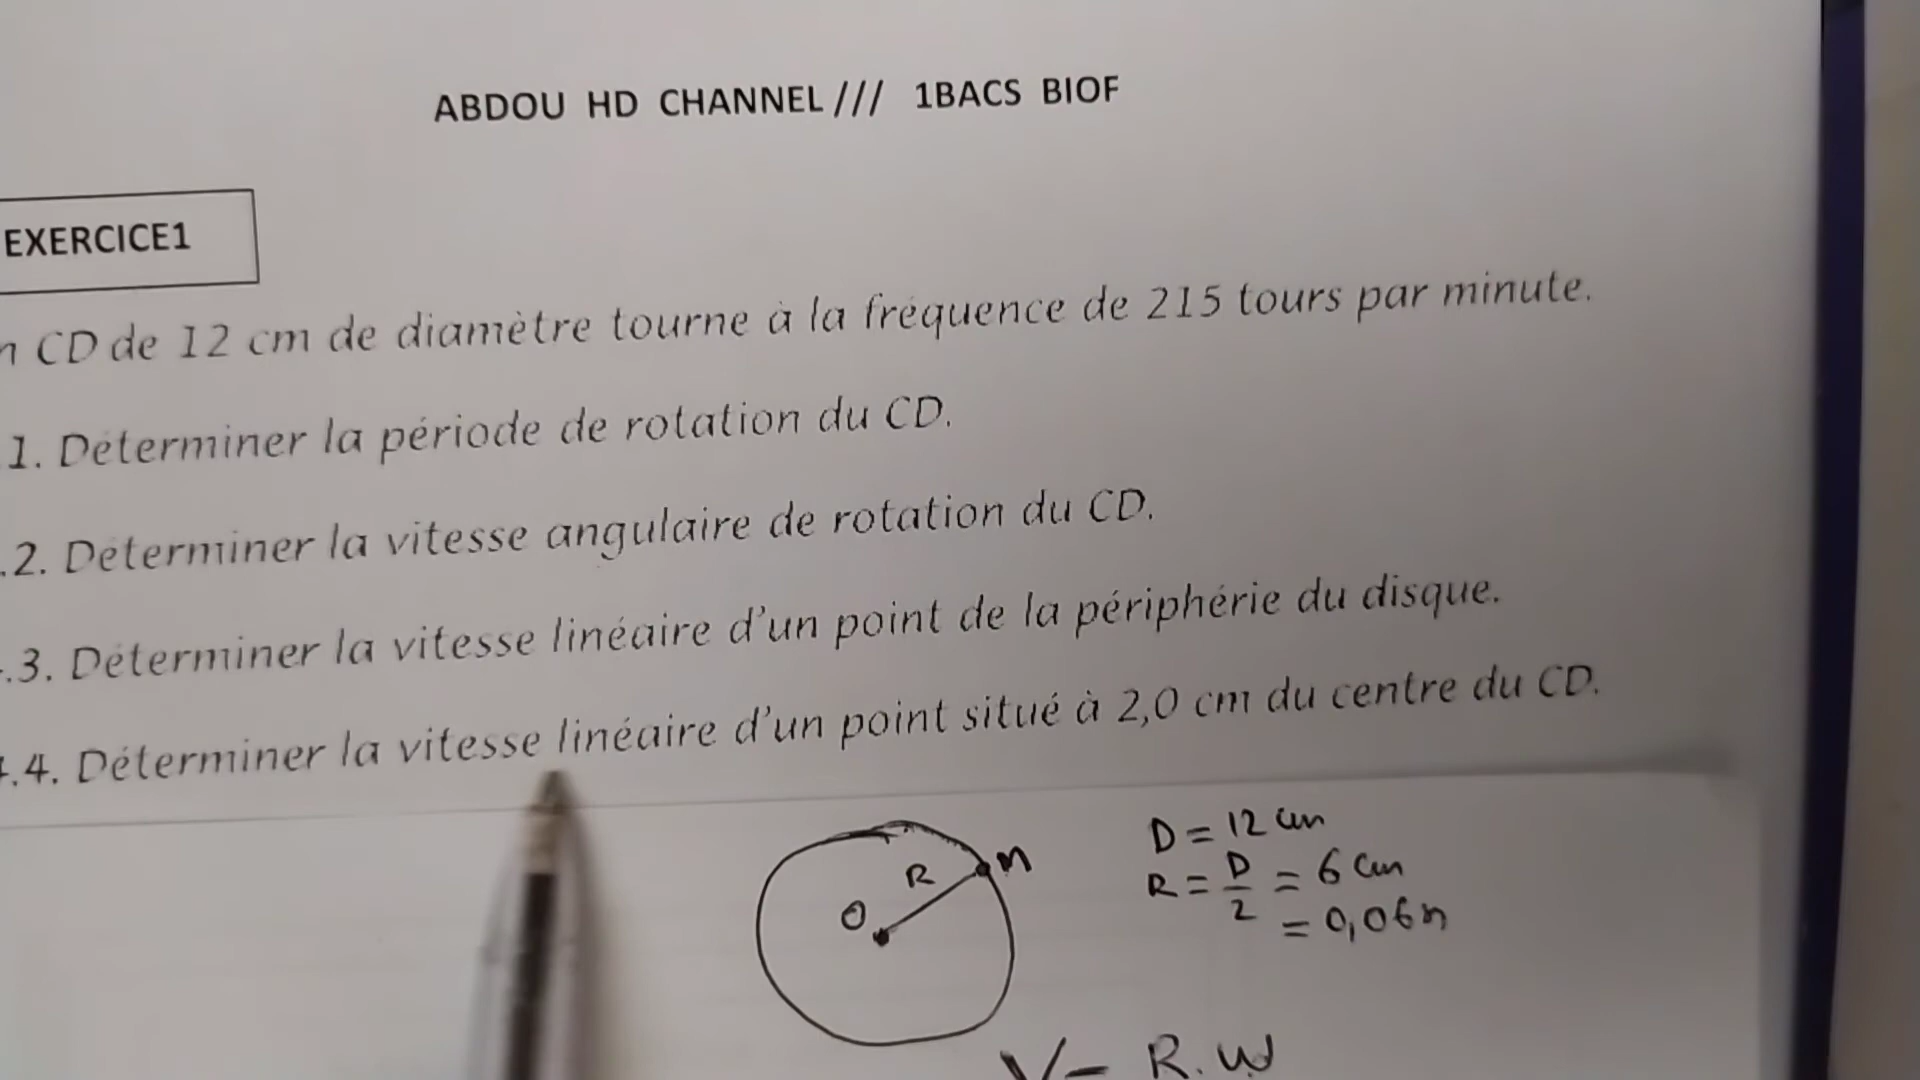 ABDOU HD CHANNEL /// 1BACS BIOF
EXERCICE1
n CD de 12 cm de diamètre tourne à la fréquence de 215 tours par minute.
1. Déterminer la période de rotation du CD.
.2. Déterminer la vitesse angulaire de rotation du CD.
.3. Déterminer la vitesse linéaire d'un point de la périphérie du disque.
.4. Déterminer la vitesse linéaire d'un point situé à 2,0 cm du centre du CD.
D = 12 cm
R = D/2 = 6 cm
= 0,06m
R
M
O
V = R. ω